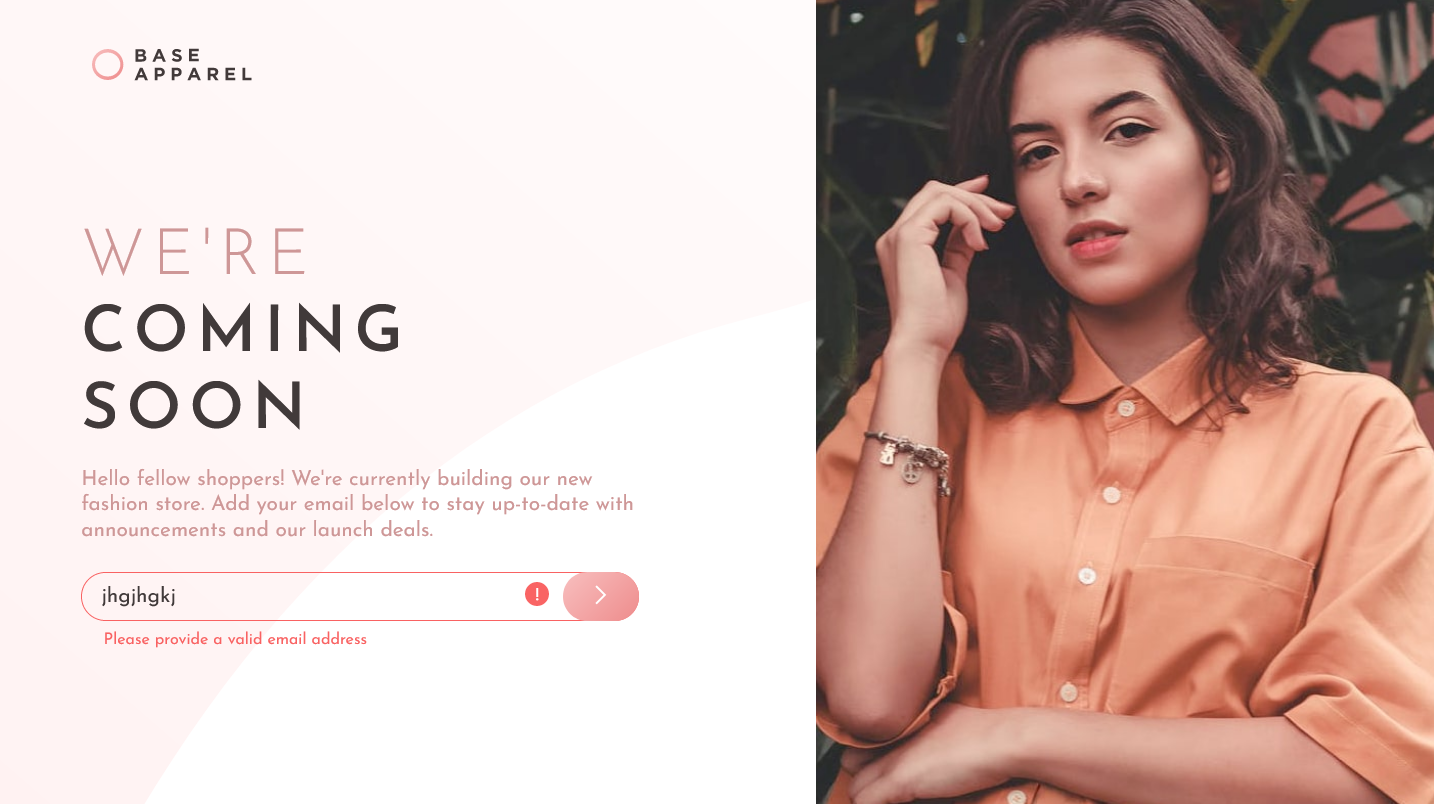 BASE
APPAREL
WE'RE
COMING
SOON
Hello fellow shoppers! We're currently building our new
fashion store. Add your email below to stay up-to-date with
announcements and our launch deals.
jhgjhgkj
!
Please provide a valid email address